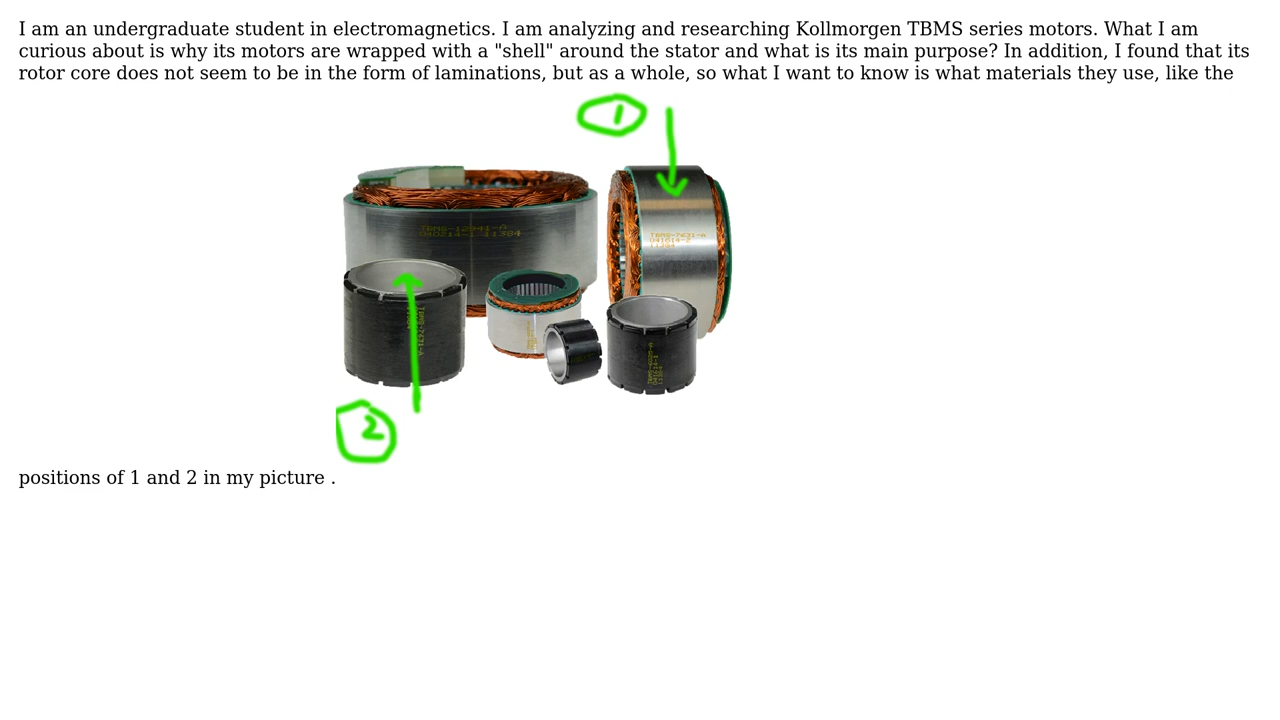 I am an undergraduate student in electromagnetics. I am analyzing and researching Kollmorgen TBMS series motors. What I am
curious about is why its motors are wrapped with a "shell" around the stator and what is its main purpose? In addition, I found that its
rotor core does not seem to be in the form of laminations, but as a whole, so what I want to know is what materials they use, like the
1
TBMS-7631-A
11384
2
positions of 1 and 2 in my picture .